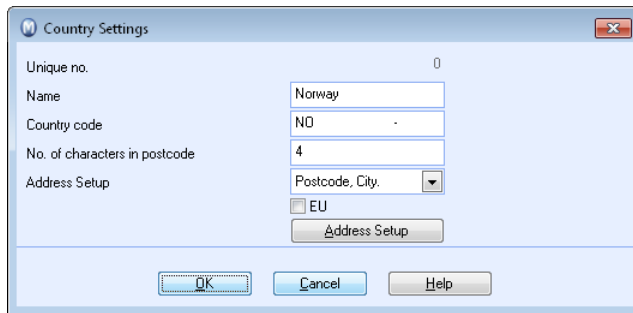 Country Settings
Unique no. 0
Name Norway
Country code NO -
No. of characters in postcode 4
Address Setup Postcode, City.
EU
Address Setup
OK Cancel Help